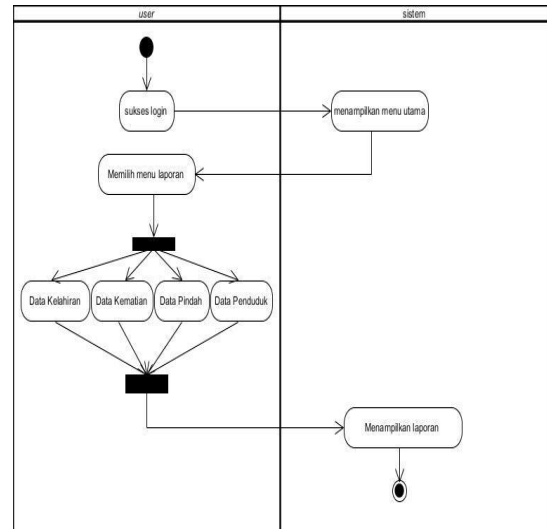 user
sistem
sukses login
menampilkan menu utama
Memilih menu laporan
Data Kelahiran
Data Kematian
Data Pindah
Data Penduduk
Menampilkan laporan